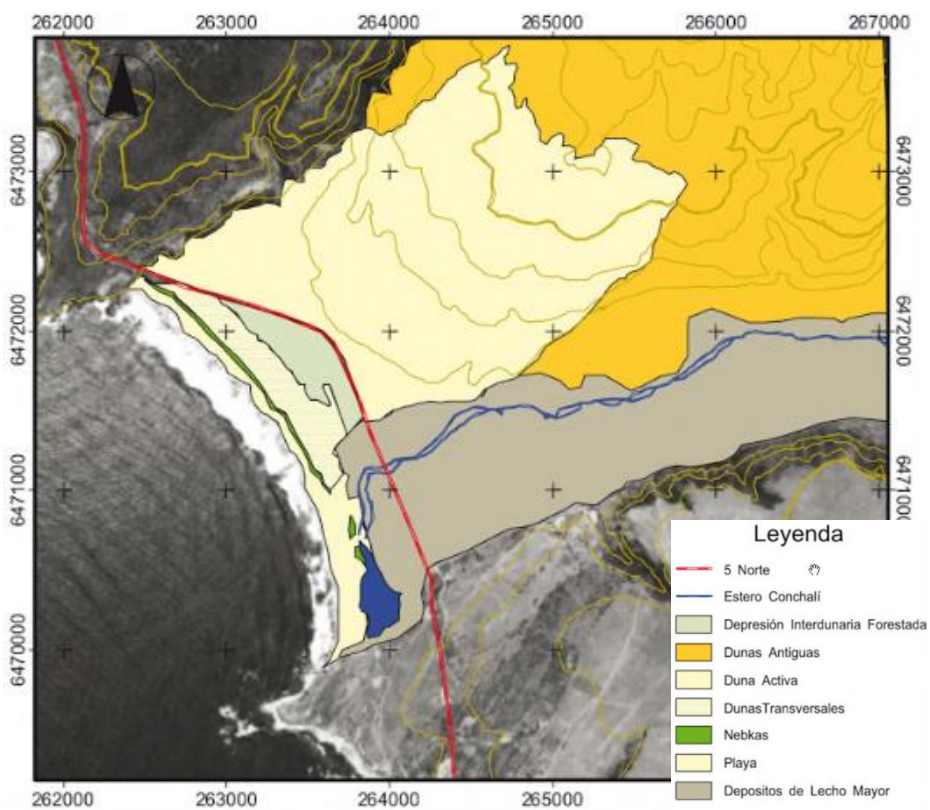 262000 263000 264000 265000 266000 267000
6473000 6473000
6472000 6472000
6471000 6471000
6470000
Leyenda
5 Norte
Estero Conchalí
Depresión Interdunaria Forestada
Dunas Antiguas
Duna Activa
DunasTransversales
Nebkas
Playa
Depositos de Lecho Mayor
262000 263000 264000 265000